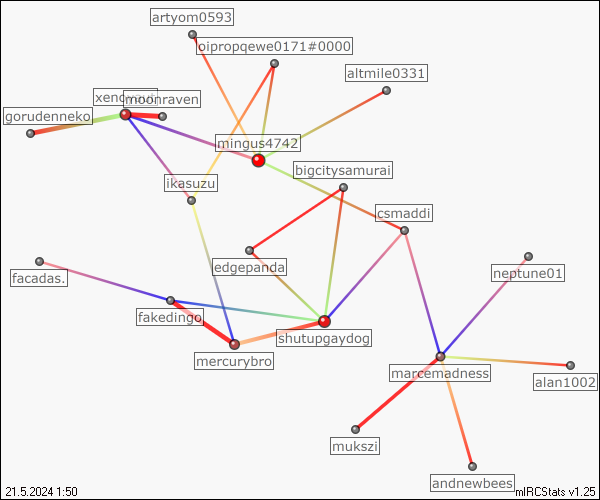 artyom0593
oipropqewe0171#0000
altmile0331
moonraven
gorudenneko
mingus4742
bigcitysamurai
ikasuzu
csmaddi
edgepanda
neptune01
facadas.
fakedingo
shutupgaydog
mercurybro
marcemadness
alan1002
mukszi
andnewbees
21.5.2024 1:50
mIRCStats v1.25